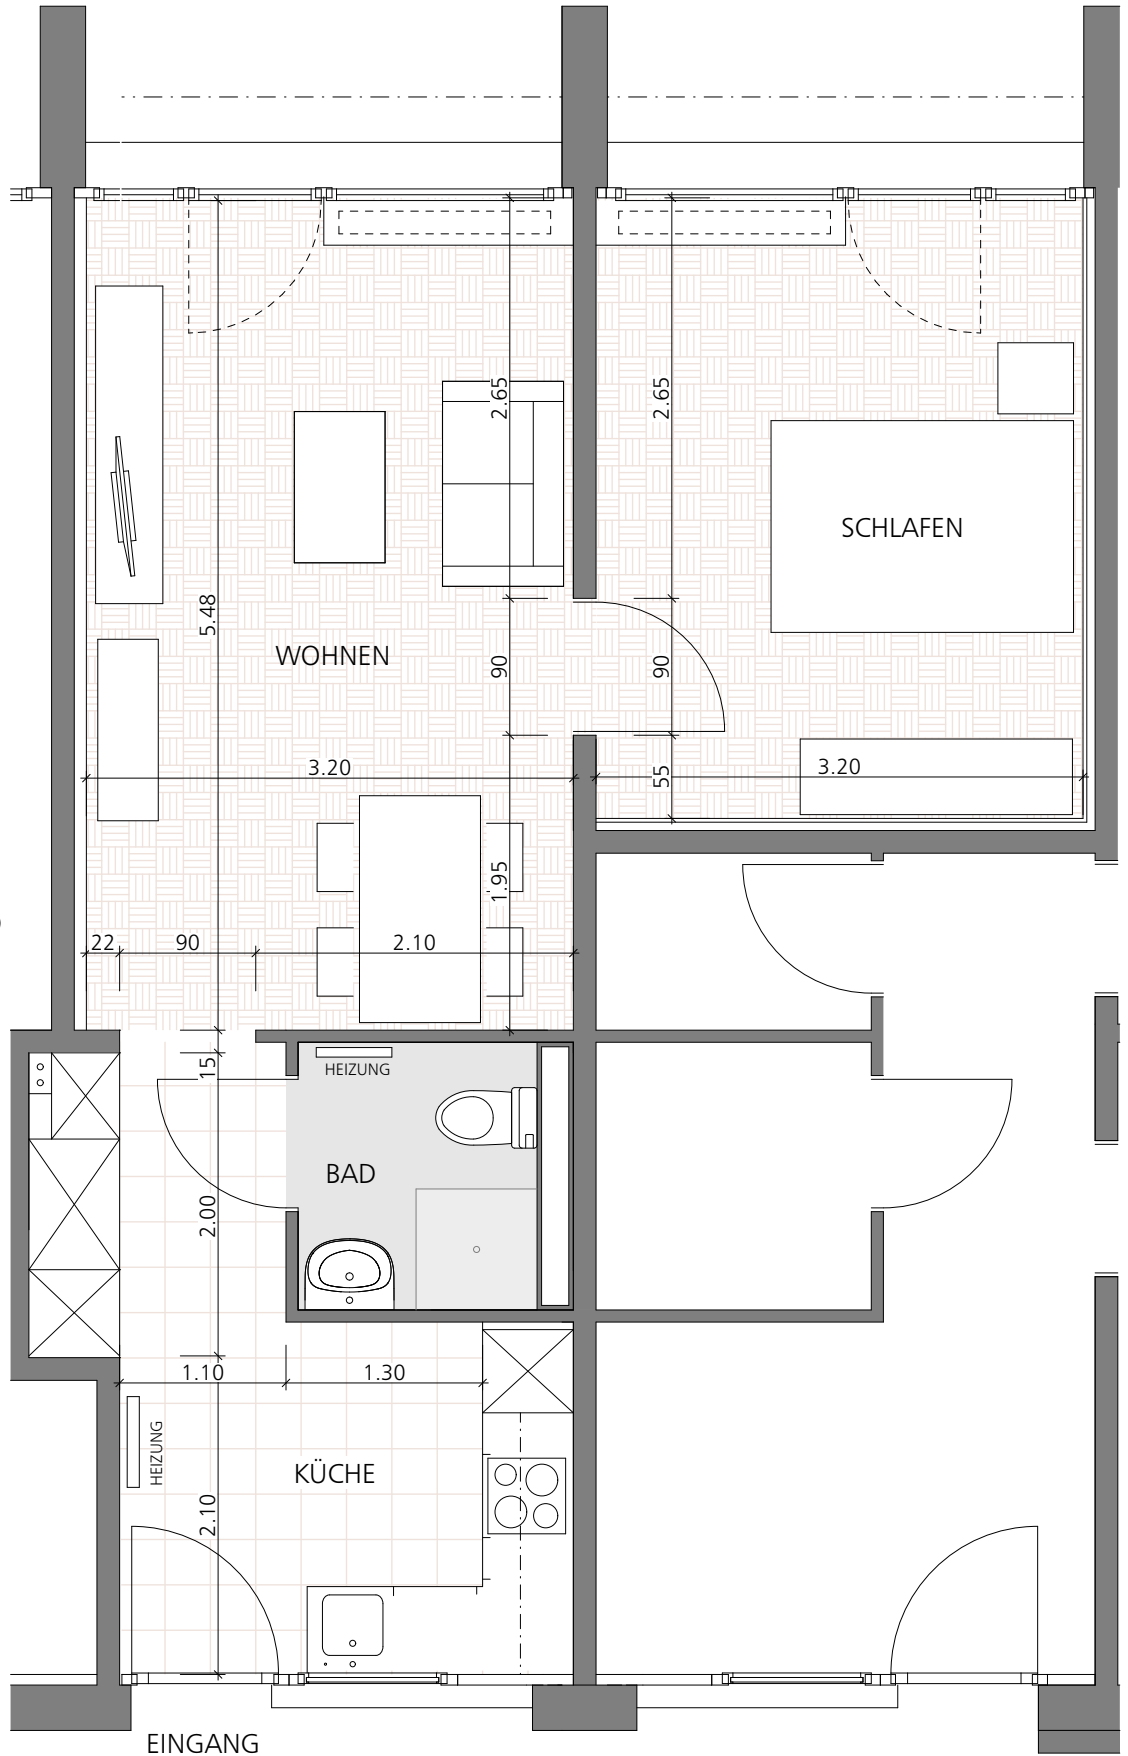 2.65
2.65
SCHLAFEN
5.48
WOHNEN
90
90
3.20
3.20
55
1.95
22
90
2.10
15
HEIZUNG
BAD
2.00
1.10
1.30
HEIZUNG
KÜCHE
2.10
EINGANG